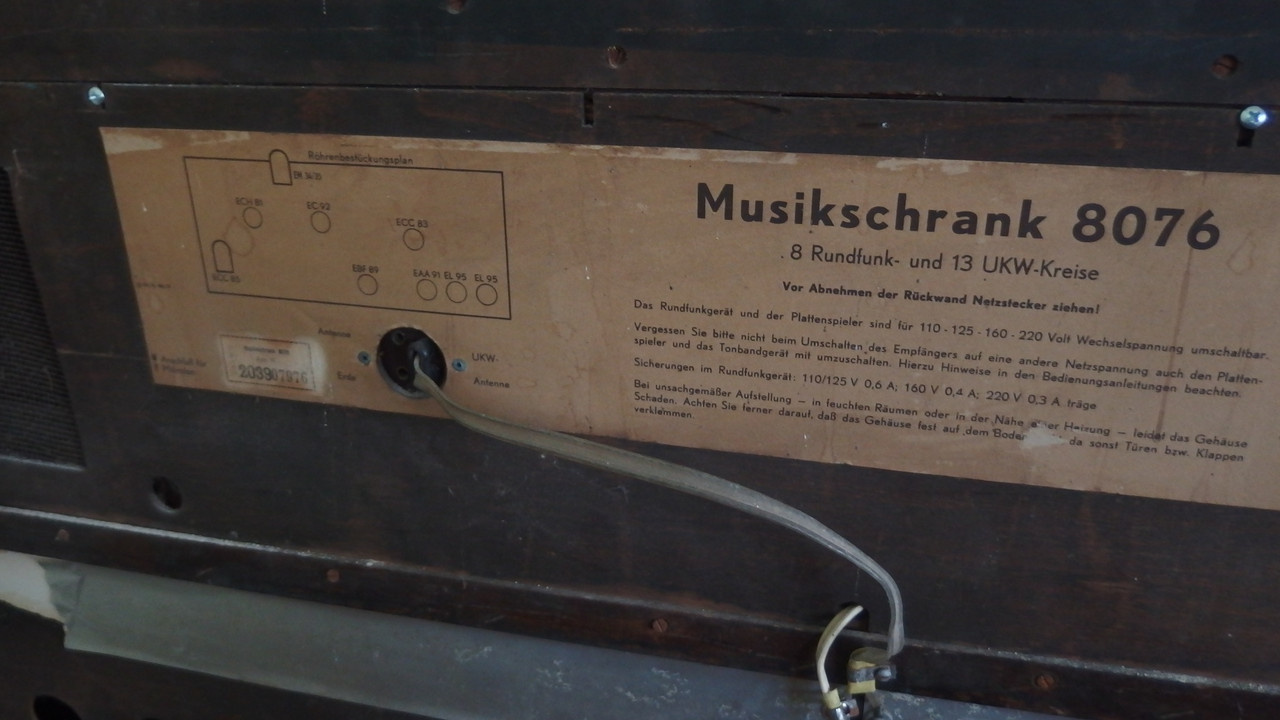 Röhrenbestückungsplan
ECH 81
EC 92
ECC 83
ECC 85
EBF 89
EAA 91 EL 95 EL 95
Antenne
Erde
UKW-
Antenne
Anschluß für
Musikschrank 8076
8 Rundfunk- und 13 UKW-Kreise
Vor Abnehmen der Rückwand Netzstecker ziehen!
Das Rundfunkgerät und der Plattenspieler sind für 110 - 125 - 160 - 220 Volt Wechselspannung umschaltbar.
Vergessen Sie bitte nicht beim Umschalten des Empfängers auf eine andere Netzspannung auch den Platten-
spieler und das Tonbandgerät mit umzuschalten. Hierzu Hinweise in den Bedienungsanleitungen beachten.
Sicherungen im Rundfunkgerät: 110/125 V 0,6 A; 160 V 0,4 A; 220 V 0,3 A träge
Bei unsachgemäßer Aufstellung — in feuchten Räumen oder in der Nähe einer Heizung — leidet das Gehäuse
Schaden. Achten Sie ferner darauf, daß das Gehäuse fest auf dem Boden da sonst Türen bzw. Klappen
verklemmen.